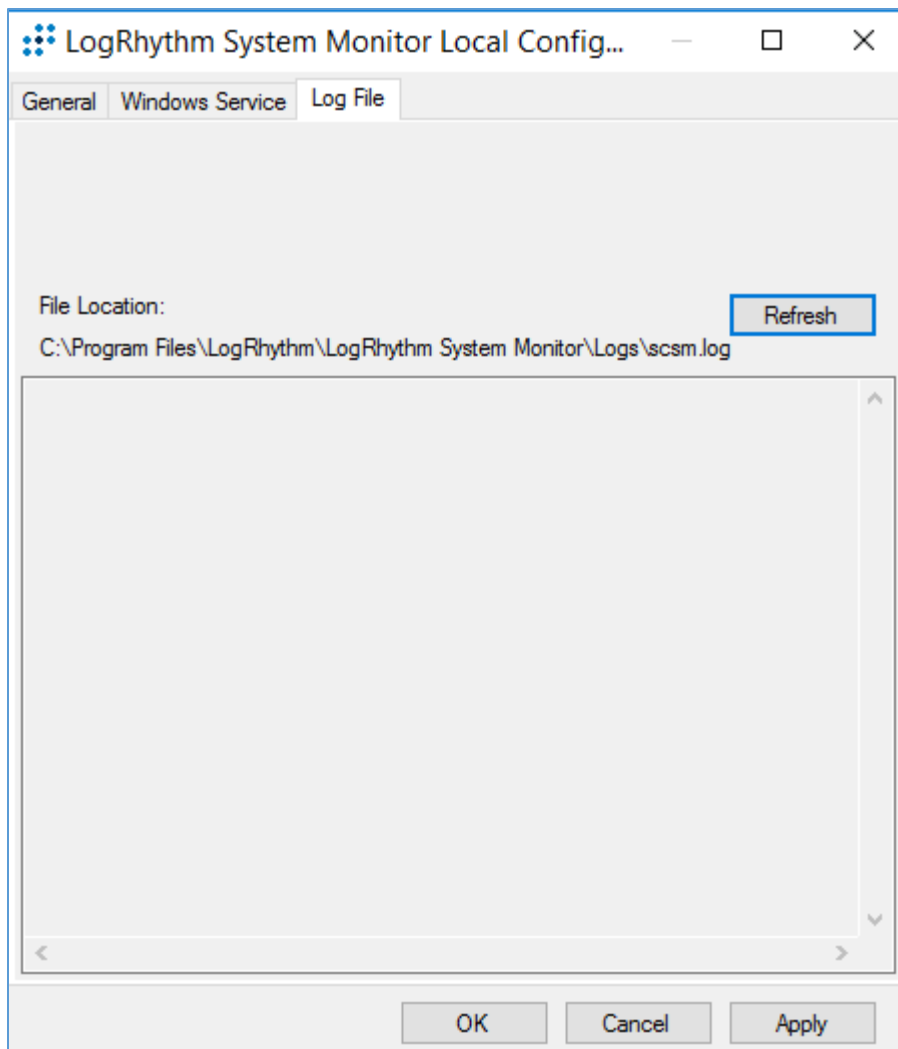 LogRhythm System Monitor Local Config...
General Windows Service Log File
File Location:
Refresh
C:\Program Files\LogRhythm\LogRhythm System Monitor\Logs\scsm.log
OK Cancel Apply